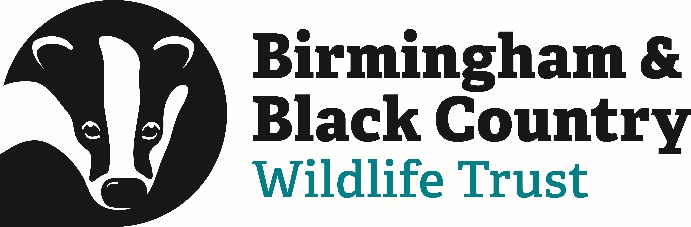 Birmingham &
Black Country
Wildlife Trust